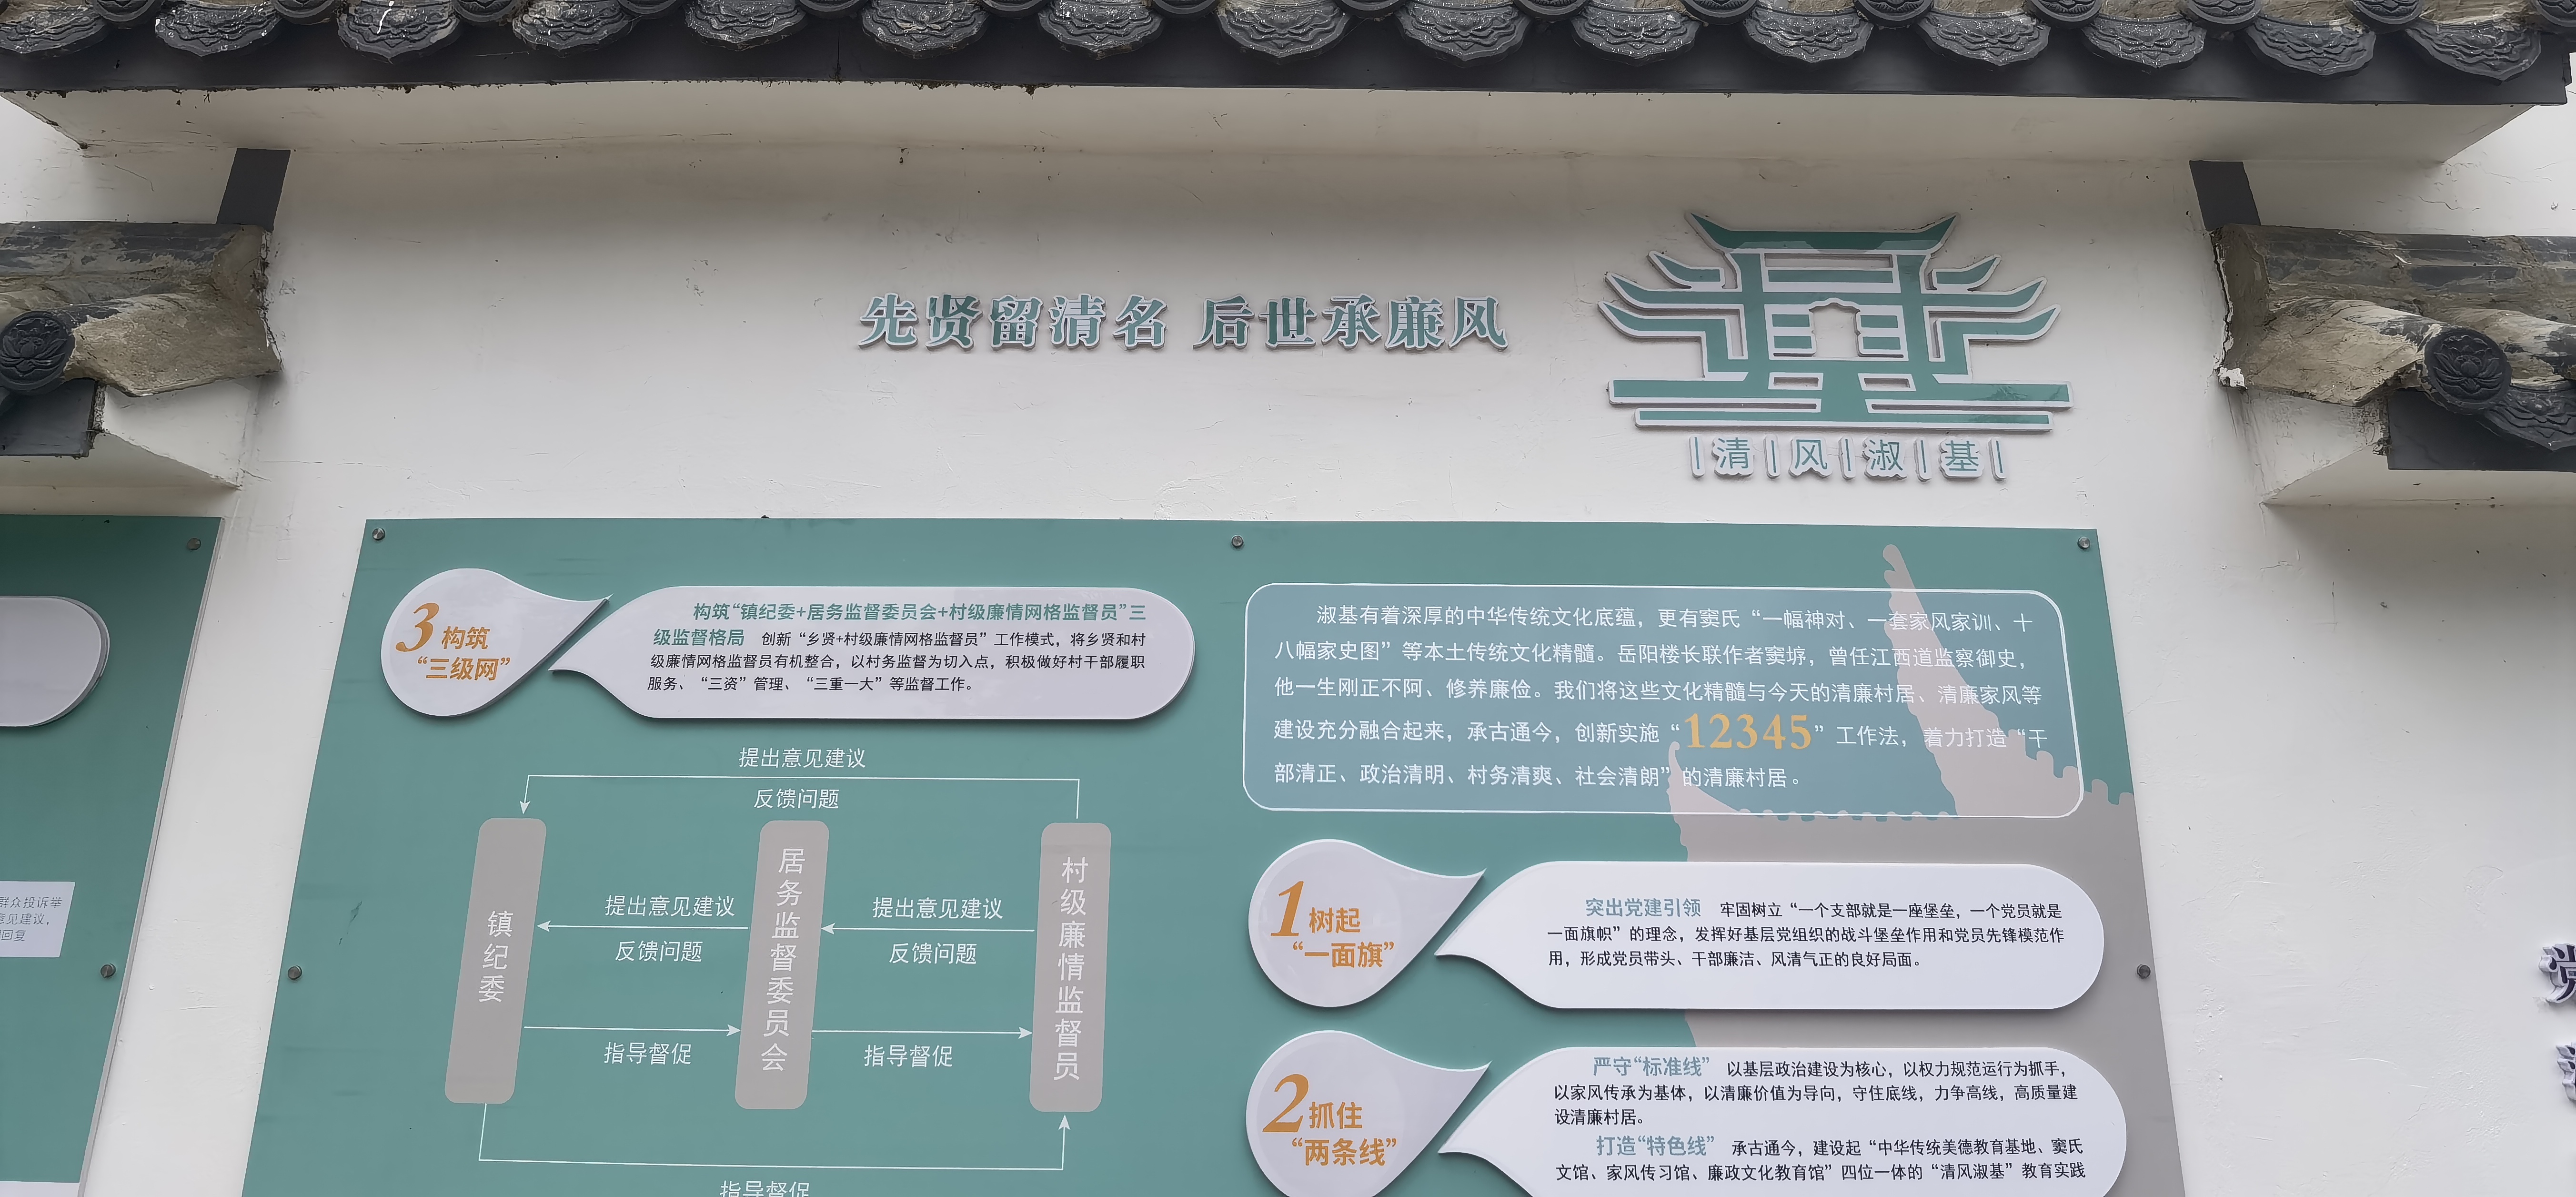 先贤留清名 后世承廉风
清 风 淑 基
3 构筑
“三级网”
构筑“镇纪委+居务监督委员会+村级廉情网格监督员”三
级监督格局 创新“乡贤+村级廉情网格监督员”工作模式，将乡贤和村
级廉情网格监督员有机整合，以村务监督为切入点，积极做好村干部履职
服务、“三资”管理、“三重一大”等监督工作。
提出意见建议
反馈问题
镇纪委
提出意见建议
反馈问题
指导督促
居务监督委员会
提出意见建议
反馈问题
指导督促
村级廉情监督员
指导督促
淑基有着深厚的中华传统文化底蕴，更有窦氏“一幅神对、一套家风家训、十
八幅家史图”等本土传统文化精髓。岳阳楼长联作者窦垿，曾任江西道监察御史，
他一生刚正不阿、修养廉俭。我们将这些文化精髓与今天的清廉村居、清廉家风等
建设充分融合起来，承古通今，创新实施“12345”工作法，着力打造“干
部清正、政治清明、村务清爽、社会清朗”的清廉村居。
1 树起
“一面旗”
突出党建引领 牢固树立“一个支部就是一座堡垒，一个党员就是
一面旗帜”的理念，发挥好基层党组织的战斗堡垒作用和党员先锋模范作
用，形成党员带头、干部廉洁、风清气正的良好局面。
2 抓住
“两条线”
严守“标准线” 以基层政治建设为核心，以权力规范运行为抓手，
以家风传承为基体，以清廉价值为导向，守住底线，力争高线，高质量建
设清廉村居。
打造“特色线” 承古通今，建设起“中华传统美德教育基地、窦氏
文馆、家风传习馆、廉政文化教育馆”四位一体的“清风淑基”教育实践
群众投诉举
意见建议，
回复
党